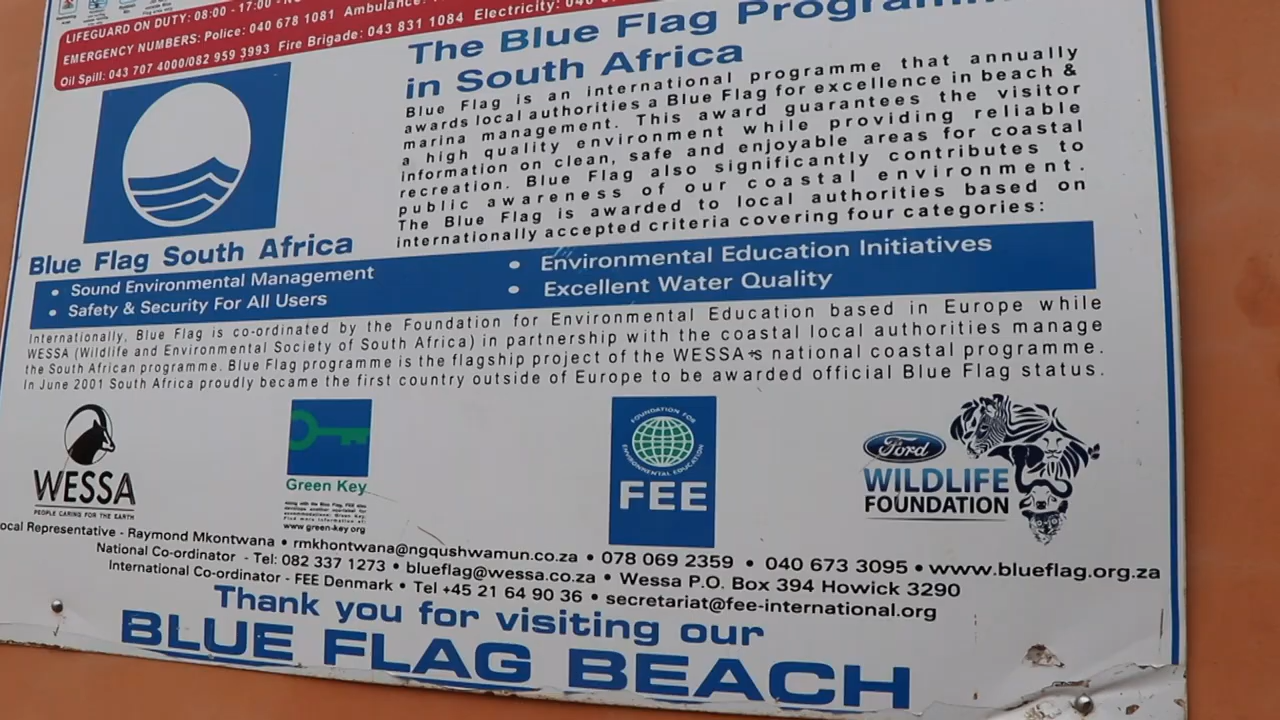 LIFEGUARD ON DUTY: 08:00 - 17:00
EMERGENCY NUMBERS: Police: 040 678 1081 Ambulance:
Oil Spill: 043 707 4000/082 959 3993 Fire Brigade: 043 831 1084 Electricity:
The Blue Flag
in South Africa
Blue Flag is an international programme that annually
awards local authorities a Blue Flag for excellence in beach &
marina management. This award guarantees the visitor
a high quality environment while providing reliable
information on clean, safe and enjoyable areas for coastal
recreation. Blue Flag also significantly contributes to
public awareness of our coastal environment.
The Blue Flag is awarded to local authorities based on
internationally accepted criteria covering four categories:
Blue Flag South Africa
• Sound Environmental Management
• Safety & Security For All Users
• Environmental Education Initiatives
• Excellent Water Quality
Internationally, Blue Flag is co-ordinated by the Foundation for Environmental Education based in Europe while
WESSA (Wildlife and Environmental Society of South Africa) in partnership with the coastal local authorities manage
the South African programme. Blue Flag programme is the flagship project of the WESSA's national coastal programme.
In June 2001 South Africa proudly became the first country outside of Europe to be awarded official Blue Flag status.
WESSA
PEOPLE CARING FOR THE EARTH
Green Key
www.green-key.org
FOUNDATION FOR
ENVIRONMENTAL EDUCATION
FEE
Ford
WILDLIFE
FOUNDATION
Representative - Raymond Mkontwana • rmkhontwana@ngqushwamun.co.za • 078 069 2359 • 040 673 3095 • www.blueflag.org.za
National Co-ordinator - Tel: 082 337 1273 • blueflag@wessa.co.za • Wessa P.O. Box 394 Howick 3290
International Co-ordinator - FEE Denmark • Tel +45 21 64 90 36 • secretariat@fee-international.org
Thank you for visiting our
BLUE FLAG BEACH